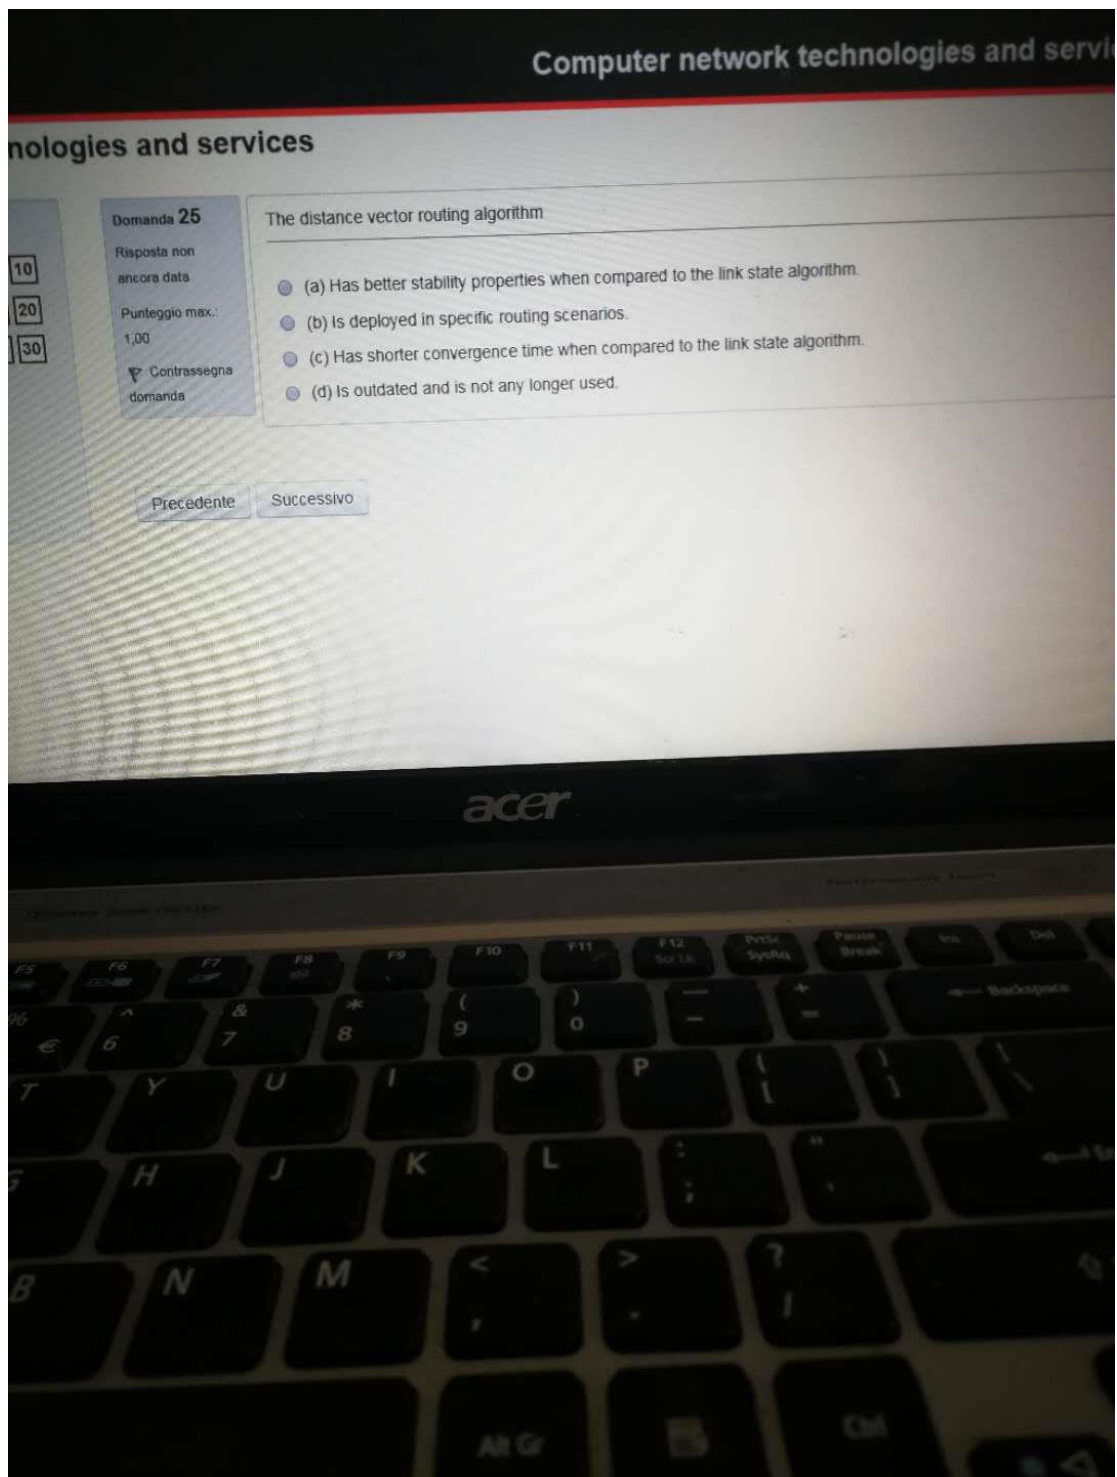 Computer network technologies and
nologies and services
Domanda 25
Risposta non
ancora data
Punteggio max.:
1,00
Contrassegna
domanda
10
20
30
The distance vector routing algorithm
(a) Has better stability properties when compared to the link state algorithm.
(b) Is deployed in specific routing scenarios.
(c) Has shorter convergence time when compared to the link state algorithm.
(d) Is outdated and is not any longer used.
Precedente
Successivo
acer
F5 F6 F7 F8 F9 F10 F11 F12 PrtSc Pause Ins Del
SysRq Break
% ^ & * ( ) — + Backspace
€ 6 7 8 9 0 - =
T Y U I O P { } \
[ ]
G H J K L : "
; '
B N M < > ?
, . /
Alt Gr Ctrl